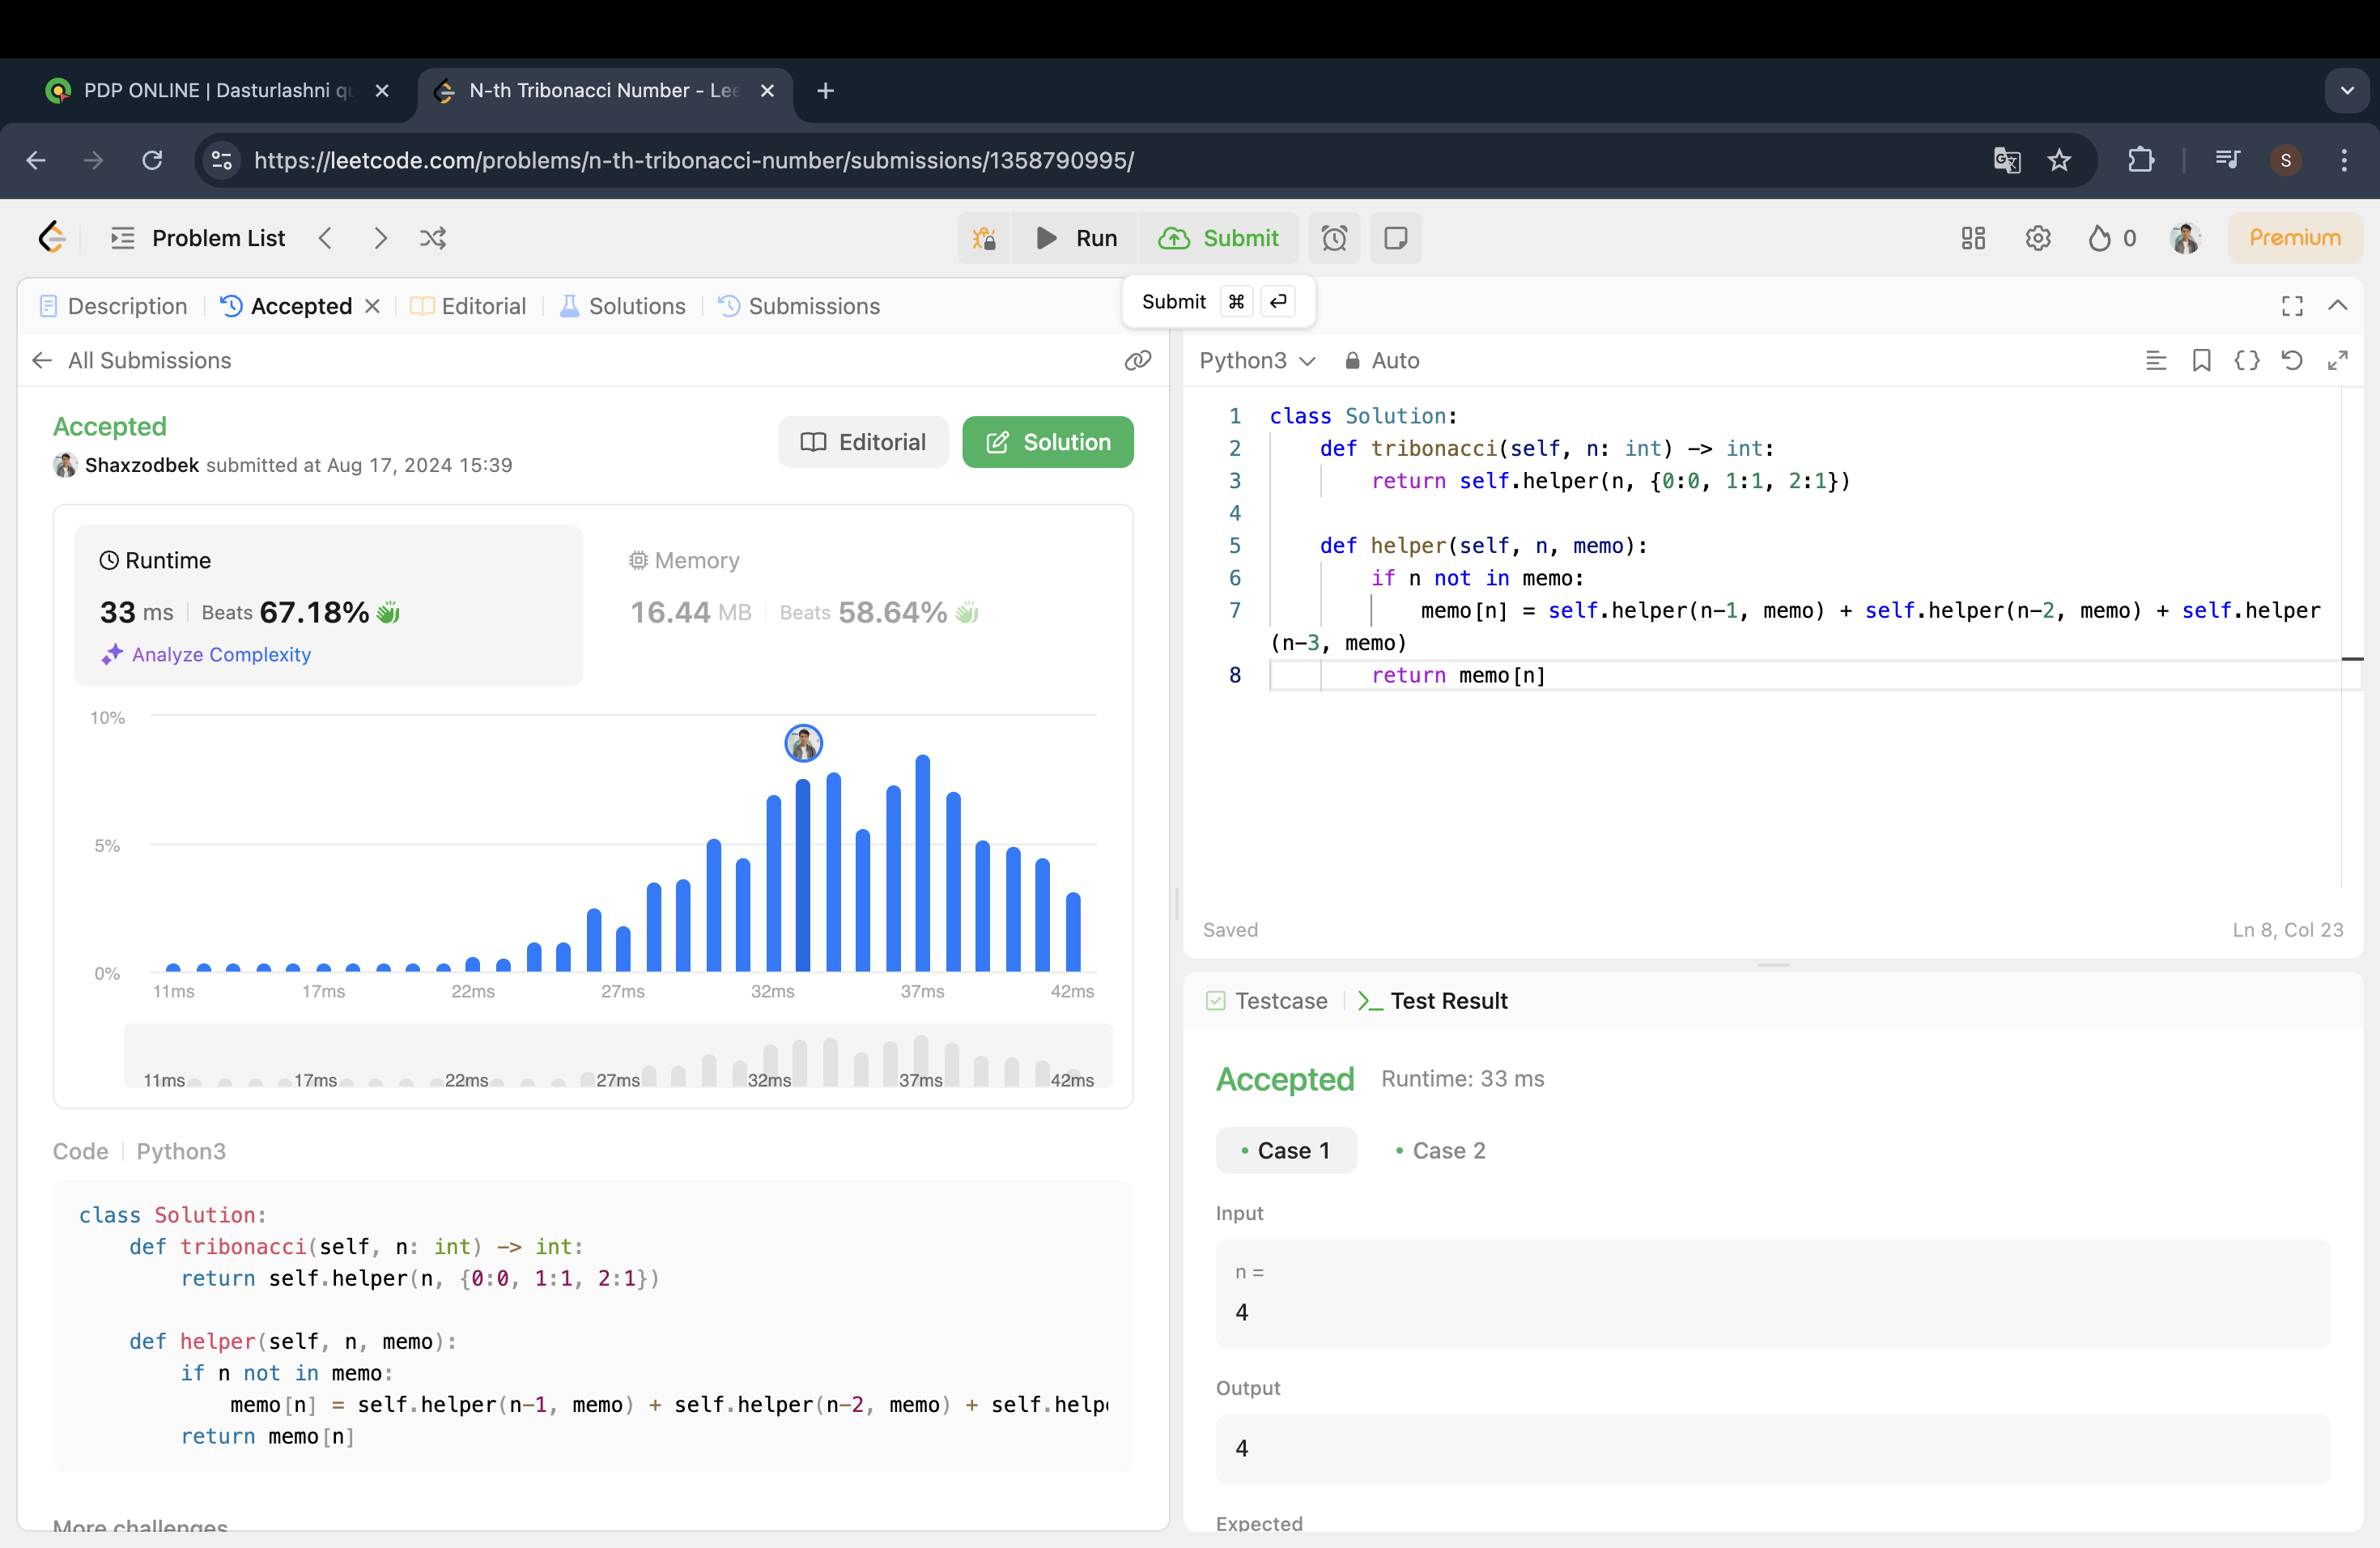 PDP ONLINE | Dasturlashni qu
N-th Tribonacci Number - Lee
https://leetcode.com/problems/n-th-tribonacci-number/submissions/1358790995/
S
Problem List
Run
Submit
0
Premium
Description
Accepted
Editorial
Solutions
Submissions
Submit ⌘
All Submissions
Accepted
Shaxzodbek submitted at Aug 17, 2024 15:39
Editorial
Solution
Runtime
33 ms
Beats 67.18%
Analyze Complexity
Memory
16.44 MB
Beats 58.64%
10%
5%
0%
11ms 17ms 22ms 27ms 32ms 37ms 42ms
11ms 17ms 22ms 27ms 32ms 37ms 42ms
Code
Python3
class Solution:
def tribonacci(self, n: int) -> int:
return self.helper(n, {0:0, 1:1, 2:1})
def helper(self, n, memo):
if n not in memo:
memo[n] = self.helper(n-1, memo) + self.helper(n-2, memo) + self.helpe
return memo[n]
More challenges
Python3
Auto
1 class Solution:
2 def tribonacci(self, n: int) -> int:
3 return self.helper(n, {0:0, 1:1, 2:1})
4
5 def helper(self, n, memo):
6 if n not in memo:
7 memo[n] = self.helper(n-1, memo) + self.helper(n-2, memo) + self.helper
(n-3, memo)
8 return memo[n]
Saved
Ln 8, Col 23
Testcase
>_ Test Result
Accepted
Runtime: 33 ms
Case 1
Case 2
Input
n =
4
Output
4
Expected